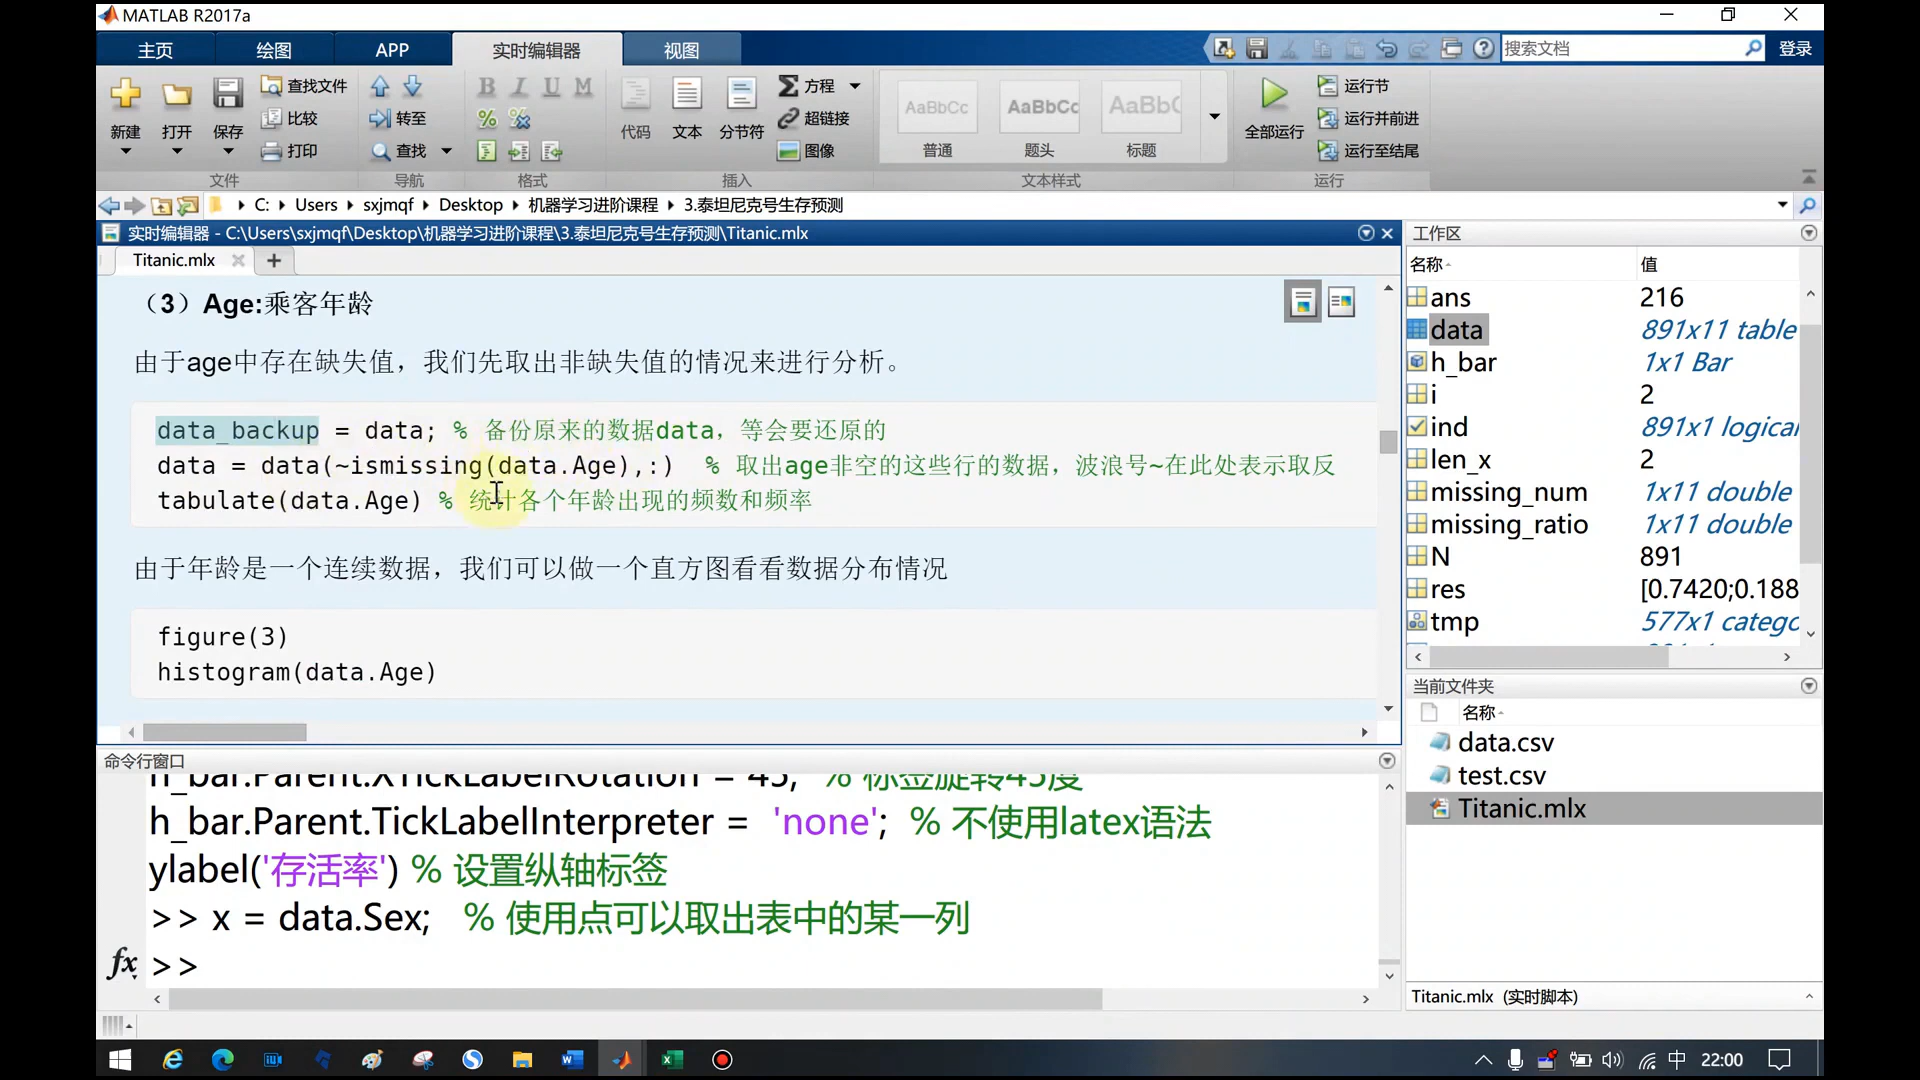 MATLAB R2017a
主页 绘图 APP 实时编辑器 视图
搜索文档 登录
新建 打开 保存 查找文件 比较 打印
文件
转至 查找
导航
B I U M
格式
代码 文本 分节符 方程 超链接 图像
插入
AaBbCc AaBbCc AaBb
普通 题头 标题
文本样式
全部运行 运行节 运行并前进 运行至结尾
运行
C: Users sxjmqf Desktop 机器学习进阶课程 3.泰坦尼克号生存预测
实时编辑器 - C:\Users\sxjmqf\Desktop\机器学习进阶课程\3.泰坦尼克号生存预测\Titanic.mlx
Titanic.mlx
（3）Age:乘客年龄
由于age中存在缺失值，我们先取出非缺失值的情况来进行分析。
data_backup = data; % 备份原来的数据data，等会要还原的
data = data(~ismissing(data.Age),:) % 取出age非空的这些行的数据，波浪号~在此处表示取反
tabulate(data.Age) % 统计各个年龄出现的频数和频率
由于年龄是一个连续数据，我们可以做一个直方图看看数据分布情况
figure(3)
histogram(data.Age)
命令行窗口
h_bar.Parent.XTickLabelRotation = 45; % 标签旋转45度
h_bar.Parent.TickLabelInterpreter = 'none'; % 不使用latex语法
ylabel('存活率') % 设置纵轴标签
>> x = data.Sex; % 使用点可以取出表中的某一列
fx >>
工作区
名称 值
ans 216
data 891x11 table
h_bar 1x1 Bar
i 2
ind 891x1 logical
len_x 2
missing_num 1x11 double
missing_ratio 1x11 double
N 891
res [0.7420;0.188
tmp 577x1 catego
当前文件夹
名称
data.csv
test.csv
Titanic.mlx
Titanic.mlx (实时脚本)
中 22:00